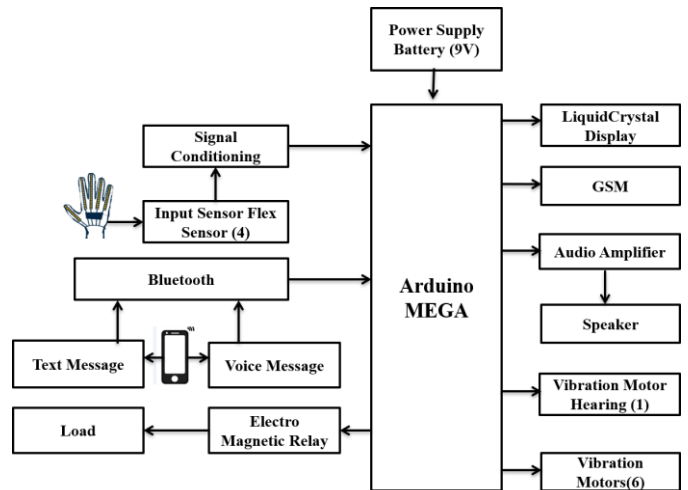 Power Supply
Battery (9V)
Signal
Conditioning
LiquidCrystal
Display
GSM
Input Sensor Flex
Sensor (4)
Audio Amplifier
Bluetooth
Arduino
MEGA
Speaker
Text Message
Voice Message
Vibration Motor
Hearing (1)
Load
Electro
Magnetic Relay
Vibration
Motors(6)